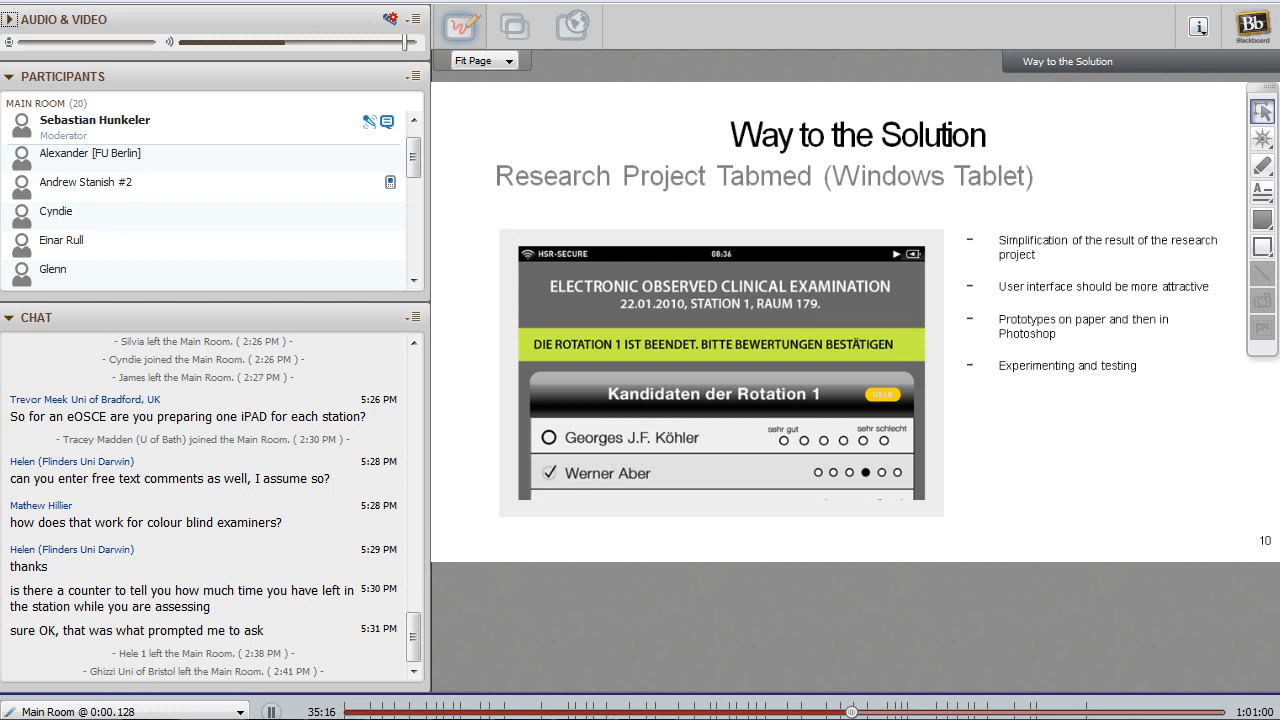 AUDIO & VIDEO
PARTICIPANTS
MAIN ROOM (20)
Sebastian Hunkeler
Moderator
Alexander [FU Berlin]
Andrew Stanish #2
Cyndie
Einar Rull
Glenn
CHAT
- Silvia left the Main Room. ( 2:26 PM ) -
- Cyndie joined the Main Room. ( 2:26 PM ) -
- James left the Main Room. ( 2:27 PM ) -
Trevor Meek Uni of Bradford, UK 5:26 PM
So for an eOSCE are you preparing one iPAD for each station?
- Tracey Madden (U of Bath) joined the Main Room. ( 2:30 PM ) -
Helen (Flinders Uni Darwin) 5:28 PM
can you enter free text comments as well, I assume so?
Mathew Hillier 5:28 PM
how does that work for colour blind examiners?
Helen (Flinders Uni Darwin) 5:29 PM
thanks
is there a counter to tell you how much time you have left in 5:30 PM
the station while you are assessing
sure OK, that was what prompted me to ask 5:31 PM
- Hele 1 left the Main Room. ( 2:38 PM ) -
- Ghizzi Uni of Bristol left the Main Room. ( 2:41 PM ) -
Main Room @ 0:00.128
35:16
1:01:00
Fit Page
Bb
Blackboard
Way to the Solution
Way to the Solution
Research Project Tabmed (Windows Tablet)
HSR-SECURE 08:36
ELECTRONIC OBSERVED CLINICAL EXAMINATION
22.01.2010, STATION 1, RAUM 179.
DIE ROTATION 1 IST BEENDET. BITTE BEWERTUNGEN BESTÄTIGEN
Kandidaten der Rotation 1 GELB
sehr gut sehr schlecht
Georges J.F. Köhler
Werner Aber
- Simplification of the result of the research
project
- User interface should be more attractive
- Prototypes on paper and then in
Photoshop
- Experimenting and testing
10